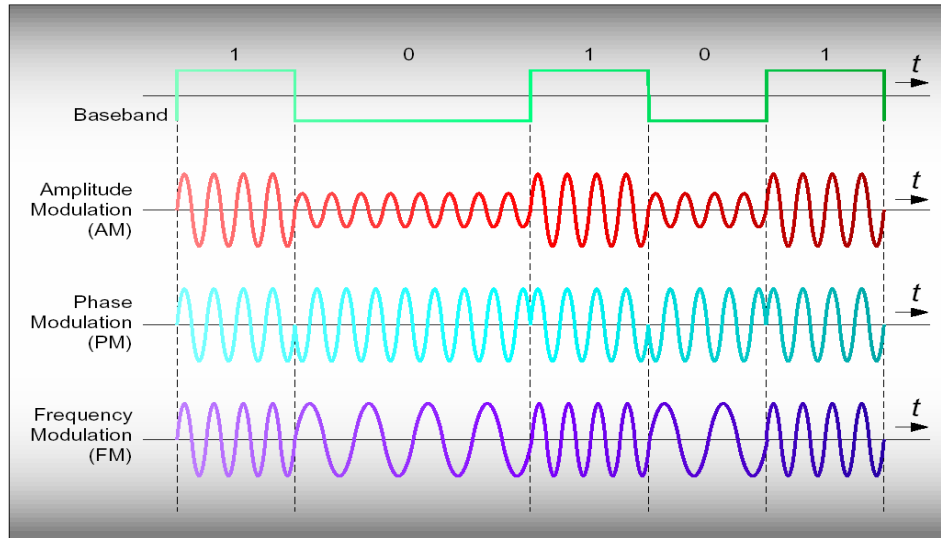 1 0 1 0 1
t
Baseband
t
Amplitude
Modulation
(AM)
t
Phase
Modulation
(PM)
t
Frequency
Modulation
(FM)